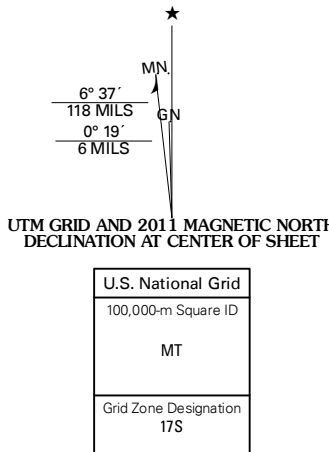 ★
MN
6° 37´
118 MILS
GN
0° 19´
6 MILS
UTM GRID AND 2011 MAGNETIC NORTH
DECLINATION AT CENTER OF SHEET
U.S. National Grid
100,000-m Square ID
MT
Grid Zone Designation
17S